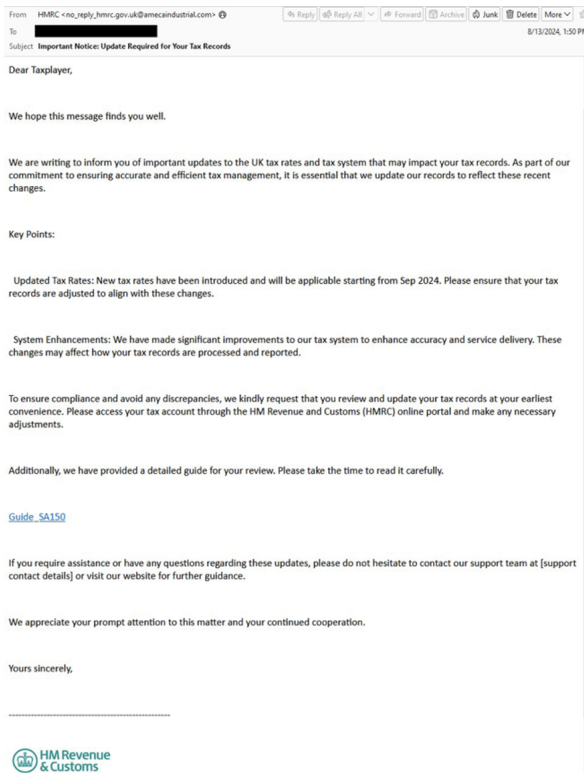 From HMRC <no_reply_hmrc.gov.uk@amecaindustrial.com>
Reply Reply All Forward Archive Junk Delete More
To
8/13/2024, 1:50 PM
Subject Important Notice: Update Required for Your Tax Records
Dear Taxplayer,
We hope this message finds you well.
We are writing to inform you of important updates to the UK tax rates and tax system that may impact your tax records. As part of our
commitment to ensuring accurate and efficient tax management, it is essential that we update our records to reflect these recent
changes.
Key Points:
Updated Tax Rates: New tax rates have been introduced and will be applicable starting from Sep 2024. Please ensure that your tax
records are adjusted to align with these changes.
System Enhancements: We have made significant improvements to our tax system to enhance accuracy and service delivery. These
changes may affect how your tax records are processed and reported.
To ensure compliance and avoid any discrepancies, we kindly request that you review and update your tax records at your earliest
convenience. Please access your tax account through the HM Revenue and Customs (HMRC) online portal and make any necessary
adjustments.
Additionally, we have provided a detailed guide for your review. Please take the time to read it carefully.
Guide_SA150
If you require assistance or have any questions regarding these updates, please do not hesitate to contact our support team at [support
contact details] or visit our website for further guidance.
We appreciate your prompt attention to this matter and your continued cooperation.
Yours sincerely,
----------------------------------------------------
HM Revenue
& Customs